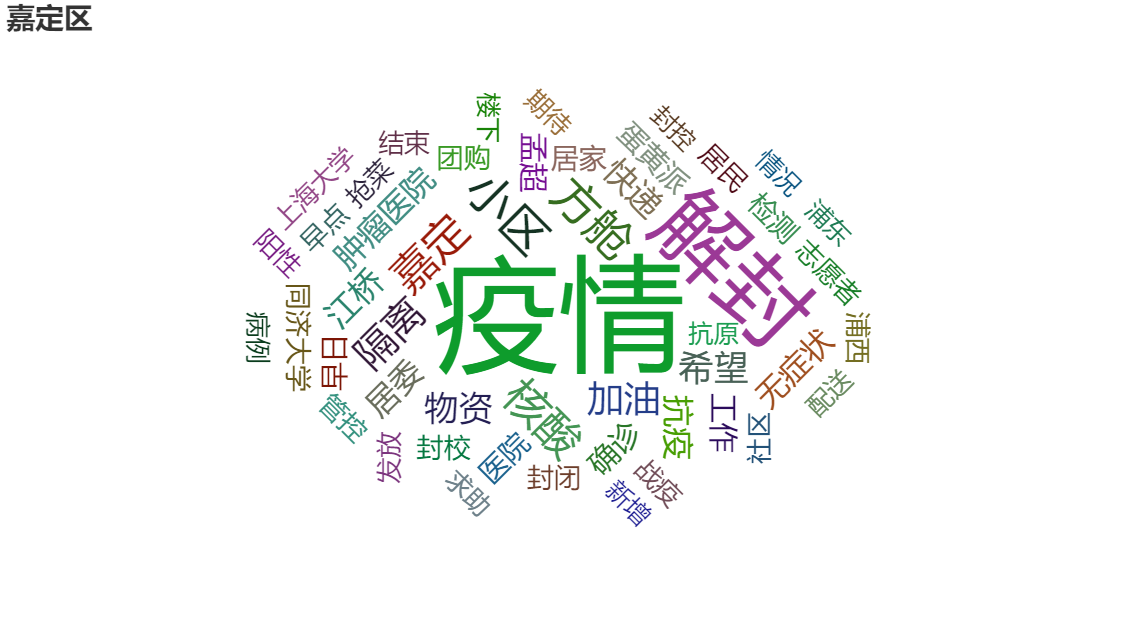 嘉定区
楼下
期待
封控
结束
团购
孟超
居家
蛋黄派
居民
情况
上海大学
抢菜
快递
早点
肿瘤医院
小区
方舱
解封
检测
浦东
阳性
嘉定
志愿者
江桥
疫情
同济大学
病例
隔离
抗原
浦西
日吉
希望
无症状
居委
物资
核酸
加油
抗疫
工作
配送
管控
社区
发放
封校
医院
确诊
求助
封闭
战疫
新增